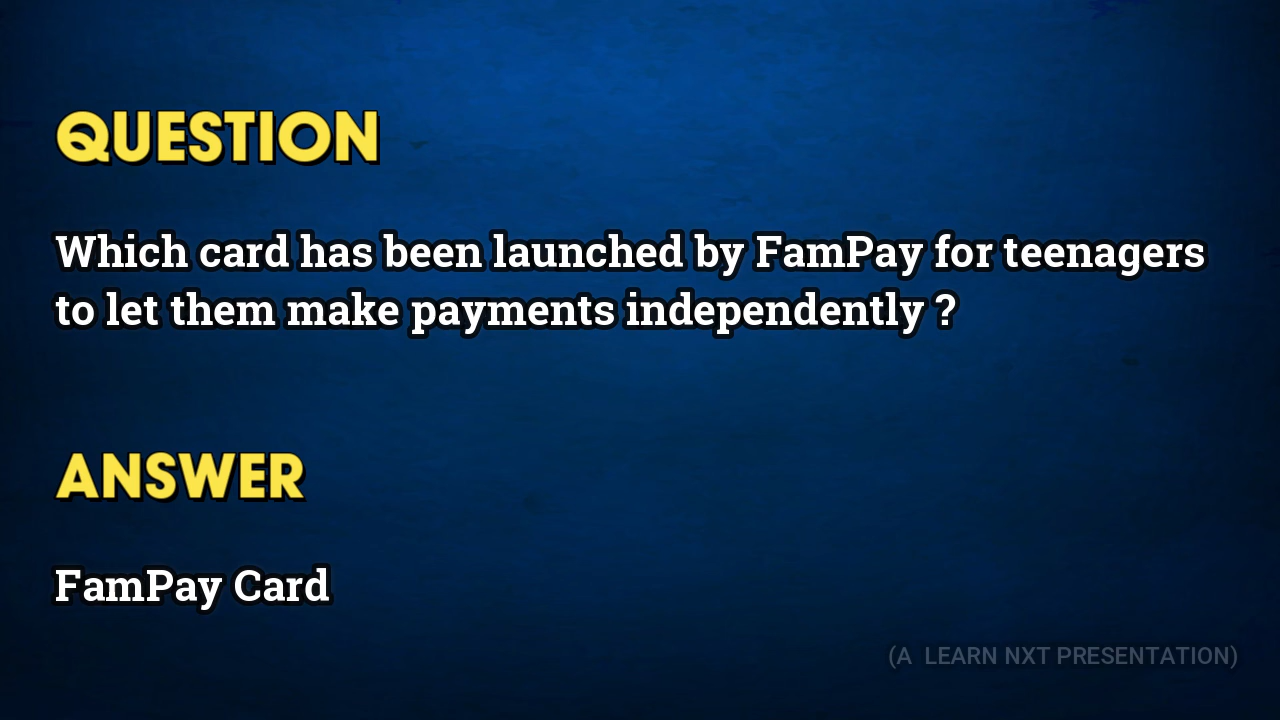 QUESTION
Which card has been launched by FamPay for teenagers
to let them make payments independently ?
ANSWER
FamPay Card
(A LEARN NXT PRESENTATION)